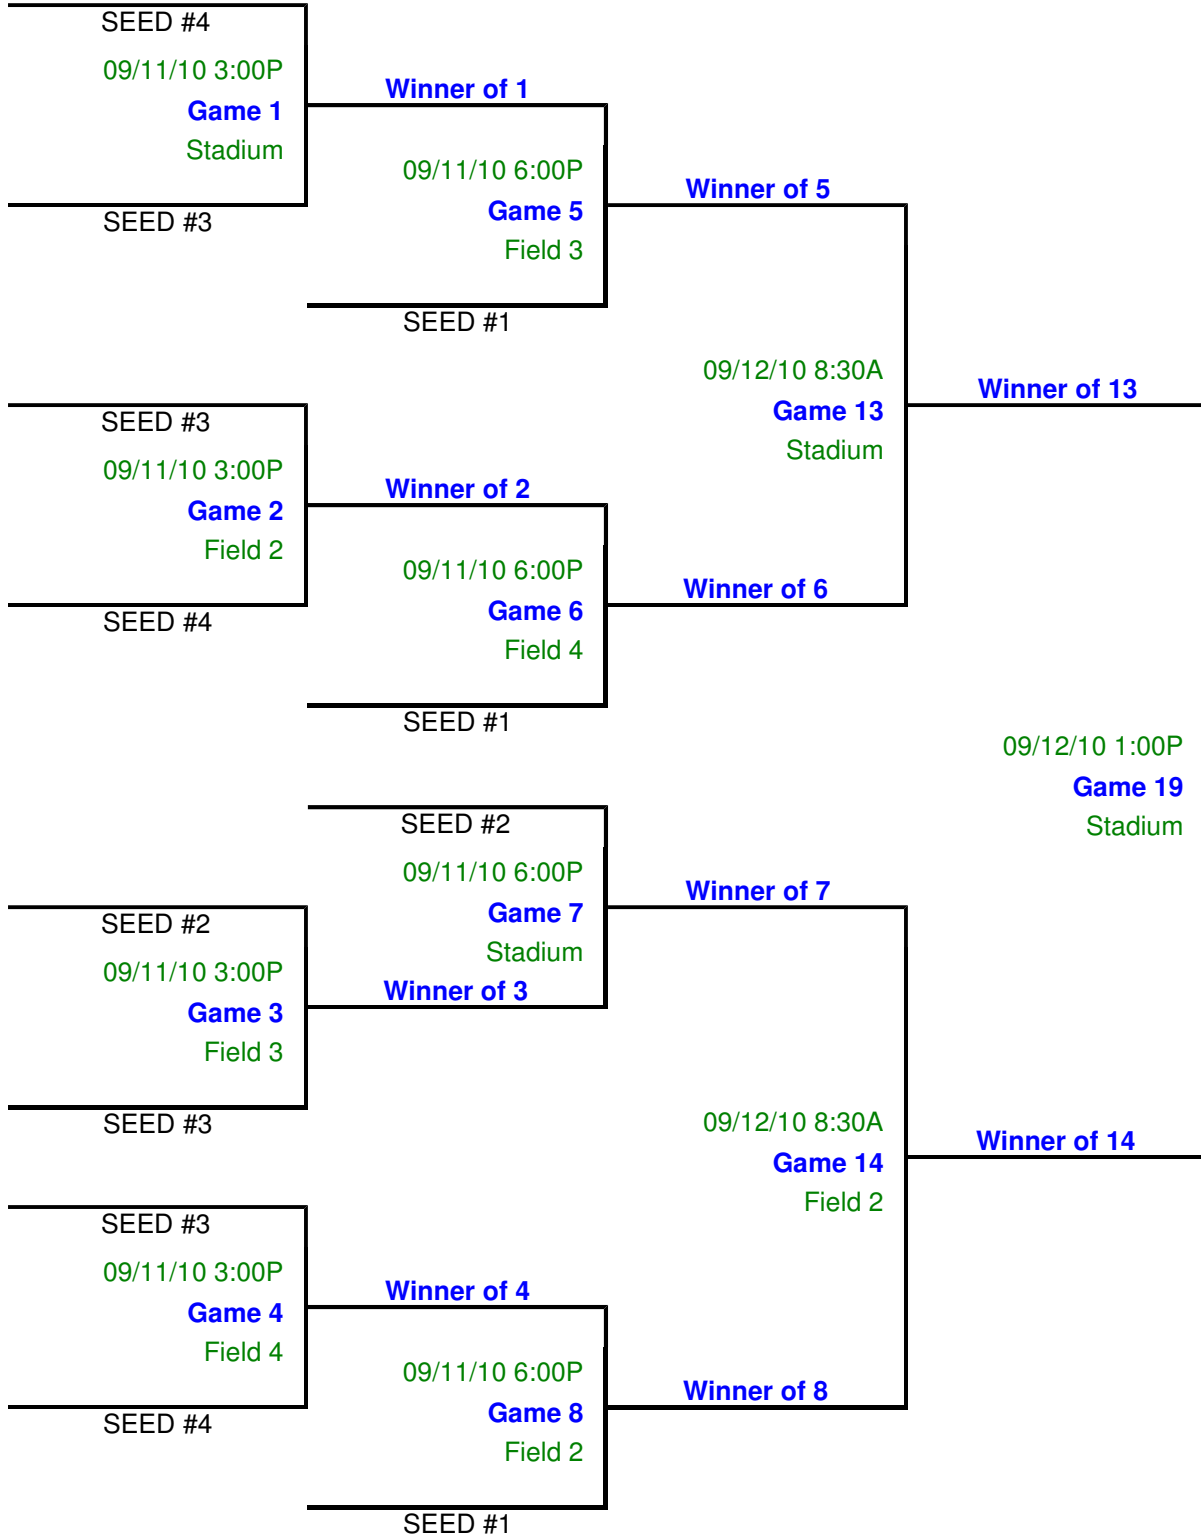 SEED #4
09/11/10 3:00P
Game 1
Stadium
SEED #3
Winner of 1
09/11/10 6:00P
Game 5
Field 3
SEED #1
Winner of 5
09/12/10 8:30A
Game 13
Stadium
Winner of 13
SEED #3
09/11/10 3:00P
Game 2
Field 2
SEED #4
Winner of 2
09/11/10 6:00P
Game 6
Field 4
SEED #1
Winner of 6
09/12/10 1:00P
Game 19
Stadium
SEED #2
09/11/10 6:00P
Game 7
Stadium
Winner of 3
Winner of 7
SEED #2
09/11/10 3:00P
Game 3
Field 3
SEED #3
09/12/10 8:30A
Game 14
Field 2
Winner of 14
SEED #3
09/11/10 3:00P
Game 4
Field 4
SEED #4
Winner of 4
09/11/10 6:00P
Game 8
Field 2
SEED #1
Winner of 8